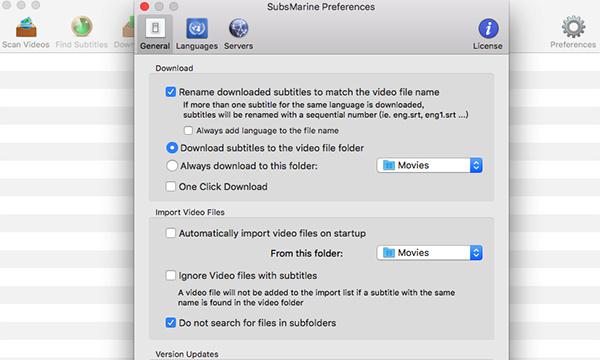 SubsMarine Preferences
Scan Videos
Find Subtitles
General
Languages
Servers
License
Preferences
Download
Rename downloaded subtitles to match the video file name
If more than one subtitle for the same language is downloaded,
subtitles will be renamed with a sequential number (ie. eng.srt, eng1.srt ...)
Always add language to the file name
Download subtitles to the video file folder
Always download to this folder:
Movies
One Click Download
Import Video Files
Automatically import video files on startup
From this folder:
Movies
Ignore Video files with subtitles
A video file will not be added to the import list if a subtitle with the same
name is found in the video folder
Do not search for files in subfolders
Version Updates